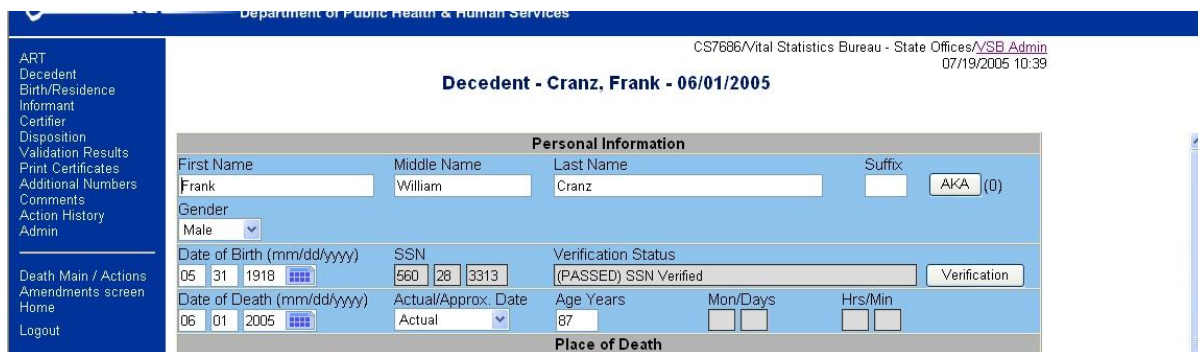 Department of Public Health & Human Services
CS7686/Vital Statistics Bureau - State Offices/VSB Admin
07/19/2005 10:39
Decedent - Cranz, Frank - 06/01/2005
ART
Decedent
Birth/Residence
Informant
Certifier
Disposition
Validation Results
Print Certificates
Additional Numbers
Comments
Action History
Admin
Death Main / Actions
Amendments screen
Home
Logout
Personal Information
First Name Middle Name Last Name Suffix
Frank William Cranz AKA (0)
Gender
Male
Date of Birth (mm/dd/yyyy) SSN Verification Status
05 31 1918 560 28 3313 (PASSED) SSN Verified Verification
Date of Death (mm/dd/yyyy) Actual/Approx. Date Age Years Mon/Days Hrs/Min
06 01 2005 Actual 87
Place of Death